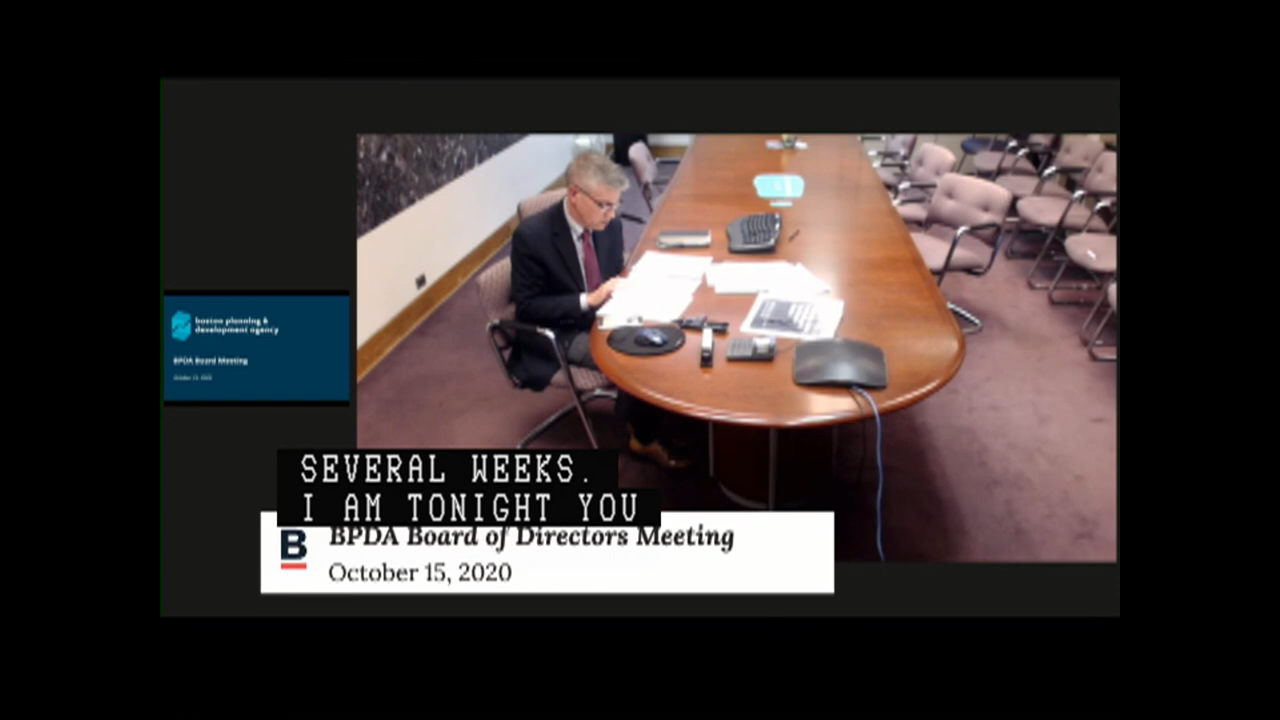 boston planning &
development agency
BPDA Board Meeting
SEVERAL WEEKS.
I AM TONIGHT YOU
B
BPDA Board of Directors Meeting
October 15, 2020